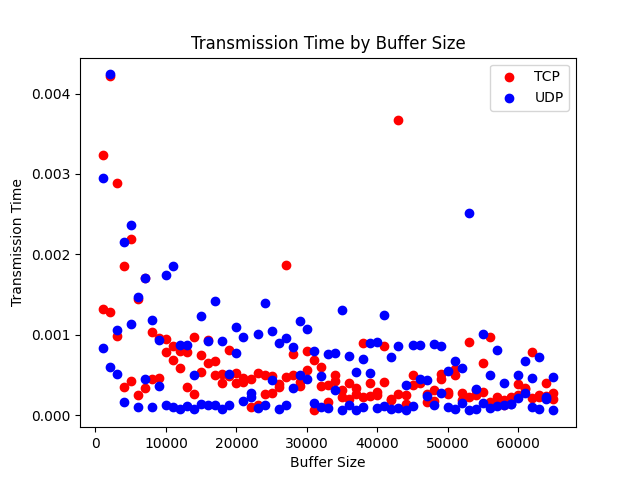 Transmission Time by Buffer Size
TCP
UDP
Transmission Time
0.004
0.003
0.002
0.001
0.000
0
10000
20000
30000
40000
50000
60000
Buffer Size